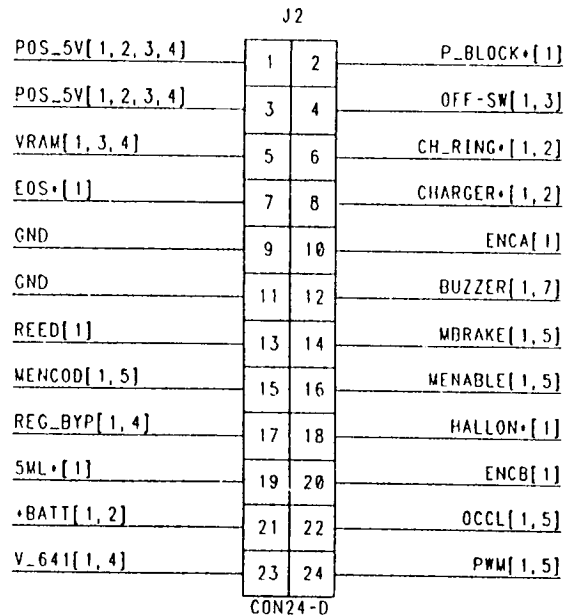 J2
POS_5V[1,2,3,4] 1 2 P_BLOCK*[1]
POS_5V[1,2,3,4] 3 4 OFF-SW[1,3]
VRAM[1,3,4] 5 6 CH_RING*[1,2]
EOS*[1] 7 8 CHARGER*[1,2]
GND 9 10 ENCA[1]
GND 11 12 BUZZER[1,7]
REED[1] 13 14 MBRAKE[1,5]
MENCOD[1,5] 15 16 MENABLE[1,5]
REG_BYP[1,4] 17 18 HALLON*[1]
5ML*[1] 19 20 ENCB[1]
+BATT[1,2] 21 22 OCCL[1,5]
V_641[1,4] 23 24 PWM[1,5]
CON24-D